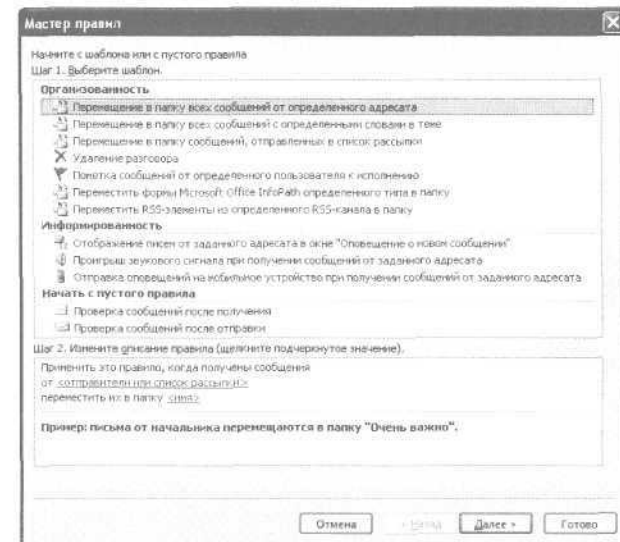 Мастер правил
Начните с шаблона или с пустого правила
Шаг 1. Выберите шаблон.
Организованность
Перемещение в папку всех сообщений от определенного адресата
Перемещение в папку всех сообщений с определенными словами в теме
Перемещение в папку сообщений, отправленных в список рассылки
Удаление разговора
Пометка сообщений от определенного пользователя к исполнению
Переместить формы Microsoft Office InfoPath определенного типа в папку
Переместить RSS-элементы из определенного RSS-канала в папку
Информированность
Отображение писем от заданного адресата в окне "Оповещение о новом сообщении"
Проигрыш звукового сигнала при получении сообщений от заданного адресата
Отправка оповещений на мобильное устройство при получении сообщений от заданного адресата
Начать с пустого правила
Проверка сообщений после получения
Проверка сообщений после отправки
Шаг 2. Измените описание правила (щелкните подчеркнутое значение).
Применить это правило, когда получены сообщения
от <отправители или список рассылки>
переместить их в папку <имя>
Пример: письма от начальника перемещаются в папку "Очень важно".
Отмена < Назад Далее > Готово